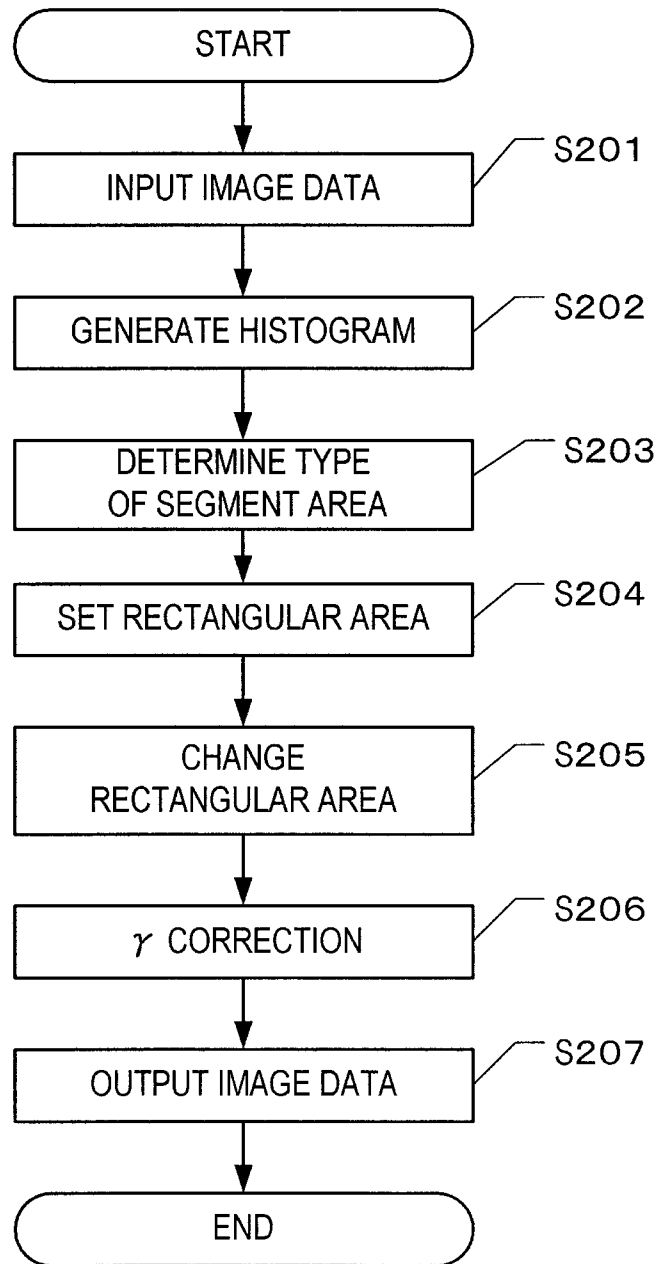 START
INPUT IMAGE DATA
S201
GENERATE HISTOGRAM
S202
DETERMINE TYPE
OF SEGMENT AREA
S203
SET RECTANGULAR AREA
S204
CHANGE
RECTANGULAR AREA
S205
γ CORRECTION
S206
OUTPUT IMAGE DATA
S207
END